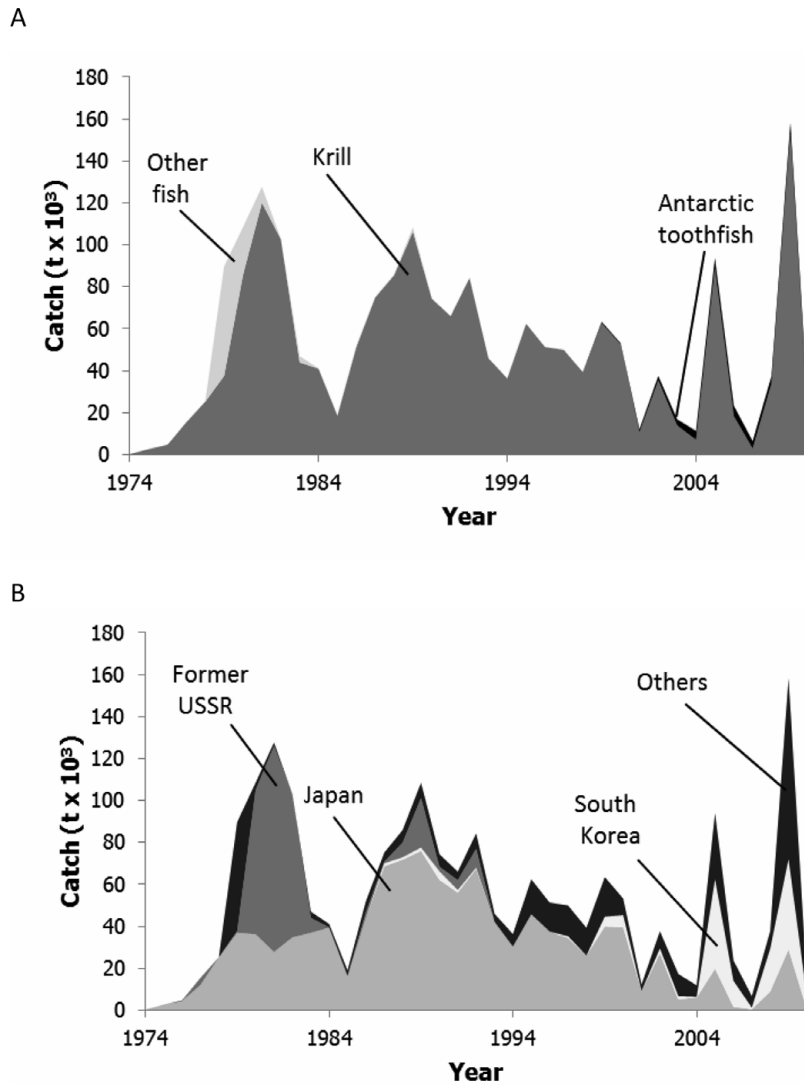 A
180
160
140
120
100
80
60
40
20
0
Catch (t x 10³)
Other
fish
Krill
Antarctic
toothfish
1974
1984
1994
2004
Year
B
180
160
140
120
100
80
60
40
20
0
Catch (t x 10³)
Former
USSR
Japan
South
Korea
Others
1974
1984
1994
2004
Year